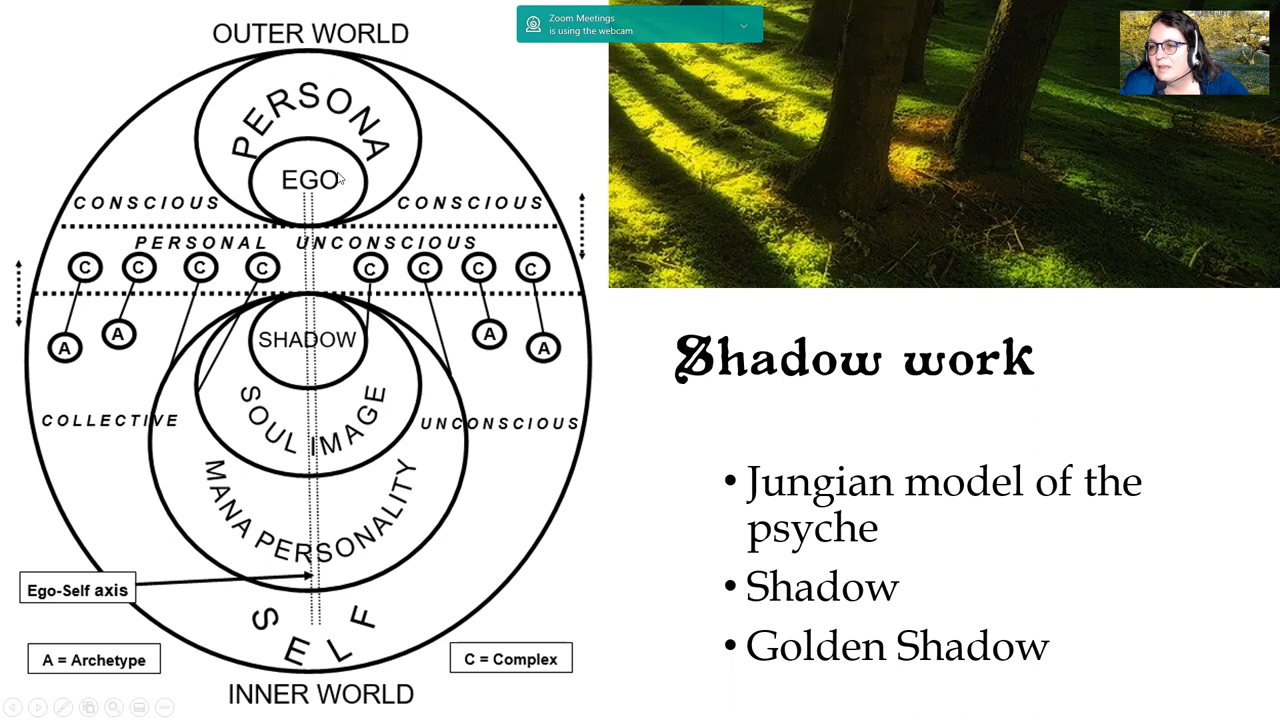 OUTER WORLD
PERSONA
EGO
CONSCIOUS CONSCIOUS
PERSONAL UNCONSCIOUS
C C C C C C C C
A A A A
SHADOW
SOUL IMAGE
COLLECTIVE UNCONSCIOUS
MANA PERSONALITY
Ego-Self axis
SELF
A = Archetype
C = Complex
INNER WORLD
Zoom Meetings
is using the webcam
Shadow work
• Jungian model of the
psyche
• Shadow
• Golden Shadow